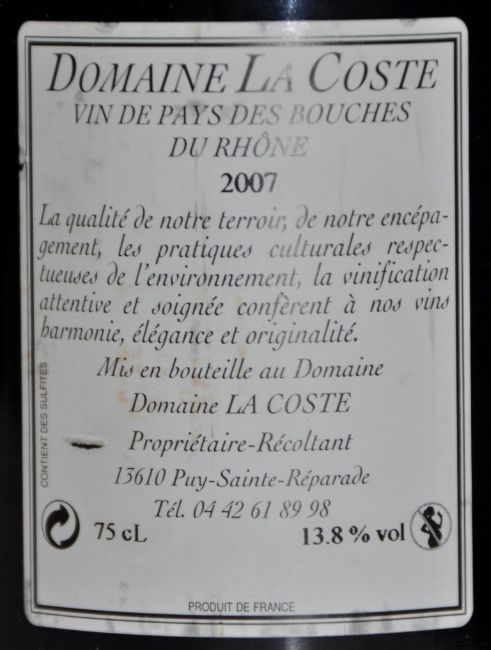 DOMAINE LA COSTE
VIN DE PAYS DES BOUCHES
DU RHÔNE
2007
La qualité de notre terroir, de notre encépa-
gement, les pratiques culturales respec-
tueuses de l'environnement, la vinification
attentive et soignée confèrent à nos vins
harmonie, élégance et originalité.
Mis en bouteille au Domaine
Domaine LA COSTE
Propriétaire-Récoltant
13610 Puy-Sainte-Réparade
Tél. 04 42 61 89 98
75 cL 13.8 % vol
PRODUIT DE FRANCE
CONTIENT DES SULFITES